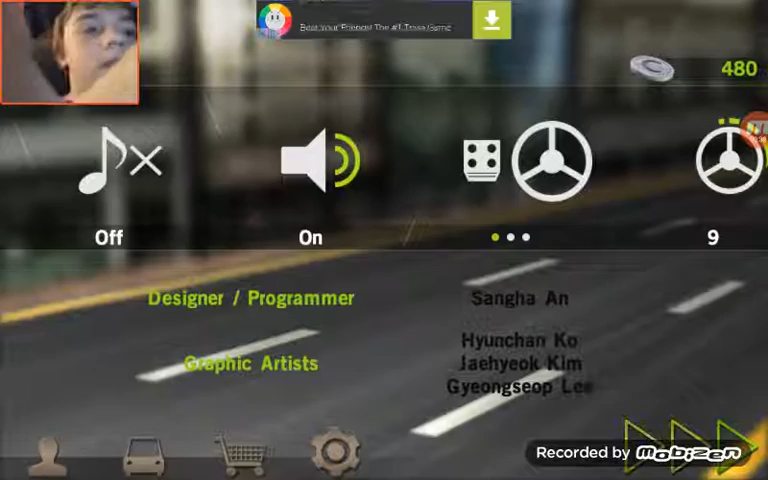 Beat Your Friends! The #1 Trivia Game
480
Off
On
9
Designer / Programmer
Sangha An
Graphic Artists
Hyunchan Ko
Jaehyeok Kim
Gyeongseop Lee
Recorded by Mobizen